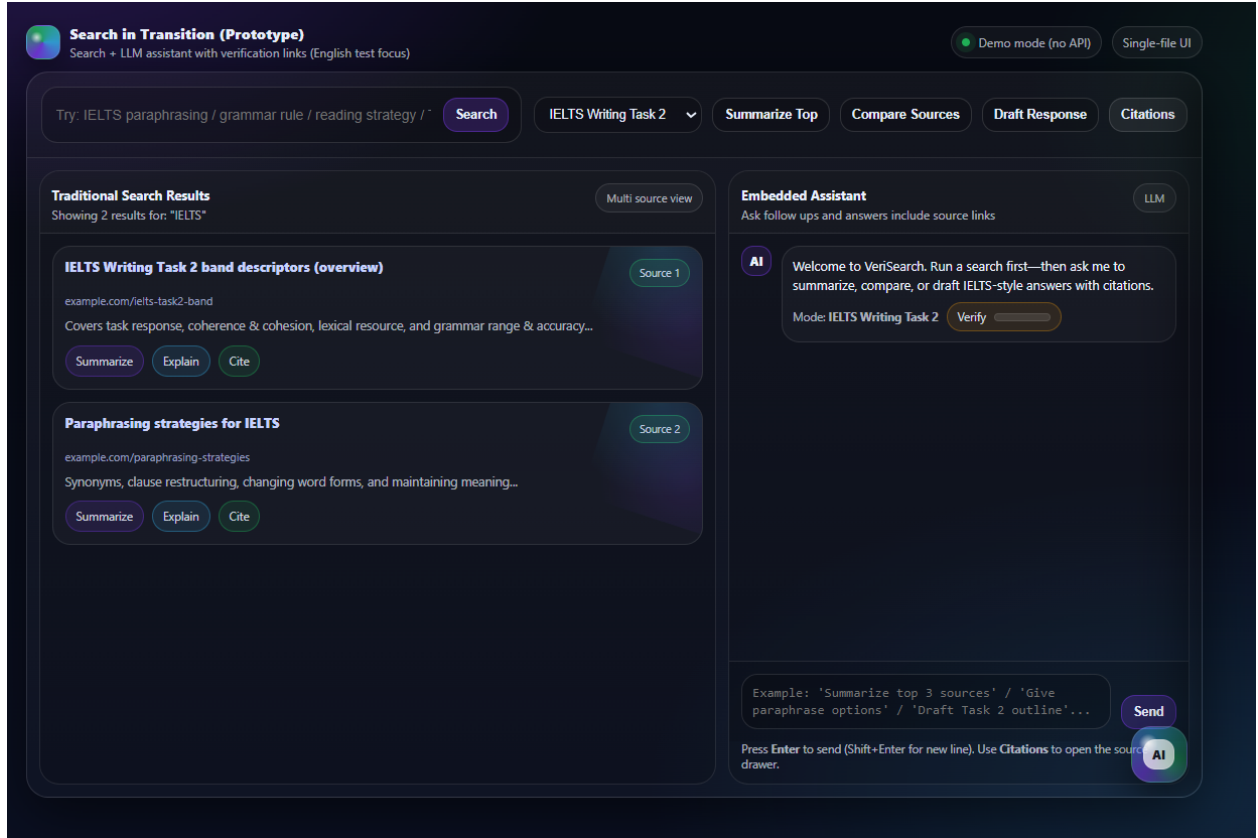 Search in Transition (Prototype)
Search + LLM assistant with verification links (English test focus)
Demo mode (no API)
Single-file UI
Try: IELTS paraphrasing / grammar rule / reading strategy /
Search
IELTS Writing Task 2
Summarize Top
Compare Sources
Draft Response
Citations
Traditional Search Results
Showing 2 results for: "IELTS"
Multi source view
IELTS Writing Task 2 band descriptors (overview)
Source 1
example.com/ielts-task2-band
Covers task response, coherence & cohesion, lexical resource, and grammar range & accuracy...
Summarize
Explain
Cite
Paraphrasing strategies for IELTS
Source 2
example.com/paraphrasing-strategies
Synonyms, clause restructuring, changing word forms, and maintaining meaning...
Summarize
Explain
Cite
Embedded Assistant
Ask follow ups and answers include source links
LLM
AI
Welcome to VeriSearch. Run a search first—then ask me to
summarize, compare, or draft IELTS-style answers with citations.
Mode: IELTS Writing Task 2
Verify
Example: 'Summarize top 3 sources' / 'Give
paraphrase options' / 'Draft Task 2 outline'...
Send
Press Enter to send (Shift+Enter for new line). Use Citations to open the
drawer.
AI